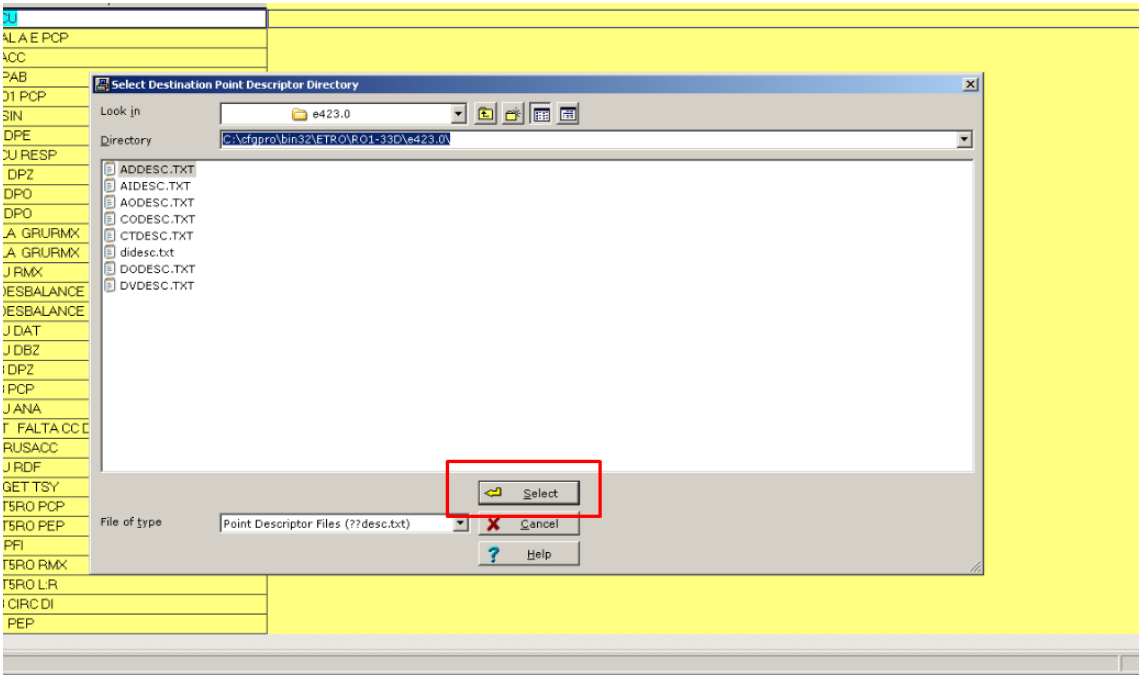 CU
AL A E PCP
ACC
PAB
O1 PCP
SIN
DPE
CU RESP
DPZ
DPO
DPO
LA GRURMX
LA GRURMX
U RMX
DESBALANCE
DESBALANCE
U DAT
U DBZ
DPZ
PCP
U ANA
T FALTA CC D
RUSACC
U RDF
GET TSY
T5RO PCP
T5RO PEP
PFI
T5RO RMX
T5RO L:R
CIRC DI
PEP
Select Destination Point Descriptor Directory
Look in
e423.0
Directory
C:\cfgpro\bin32\ETRO\RO1-33D\e423.0\
ADDESC.TXT
AIDESC.TXT
AODESC.TXT
CODESC.TXT
CTDESC.TXT
didesc.txt
DODESC.TXT
DVDESC.TXT
Select
File of type
Point Descriptor Files (??desc.txt)
Cancel
Help